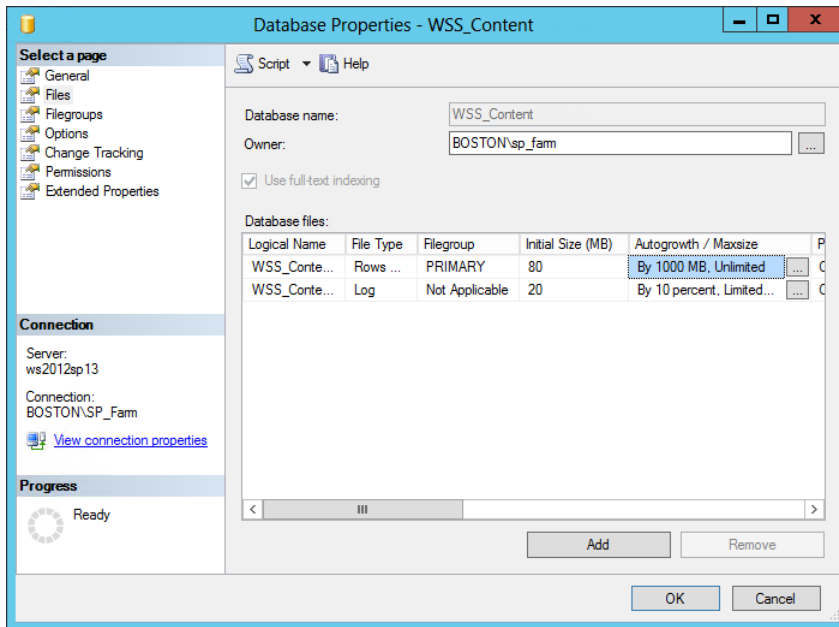 Database Properties - WSS_Content
Select a page
General
Files
Filegroups
Options
Change Tracking
Permissions
Extended Properties
Connection
Server:
ws2012sp13
Connection:
BOSTON\SP_Farm
View connection properties
Progress
Ready
Script Help
Database name: WSS_Content
Owner: BOSTON\sp_farm ...
Use full-text indexing
Database files:
Logical Name File Type Filegroup Initial Size (MB) Autogrowth / Maxsize P
WSS_Conte... Rows ... PRIMARY 80 By 1000 MB, Unlimited ... C
WSS_Conte... Log Not Applicable 20 By 10 percent, Limited... ... C
Add Remove
OK Cancel